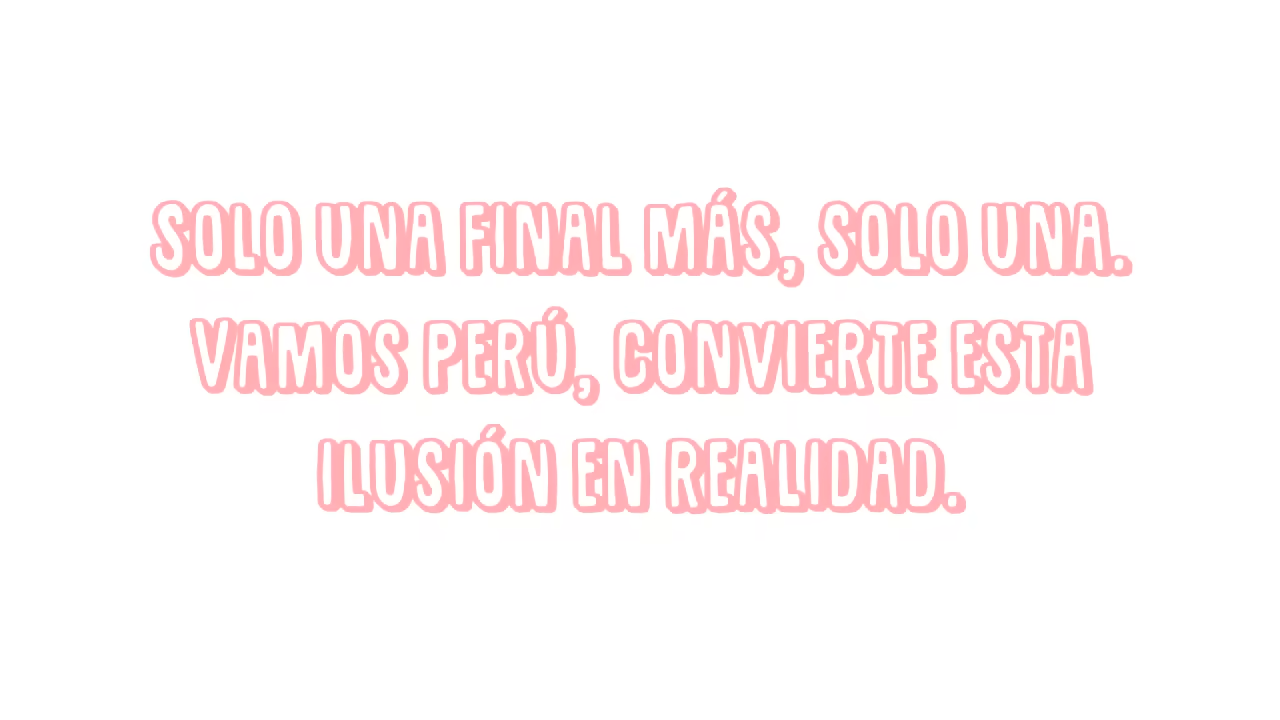 SOLO UNA FINAL MÁS, SOLO UNA.
VAMOS PERÚ, CONVIERTE ESTA
ILUSIÓN EN REALIDAD.